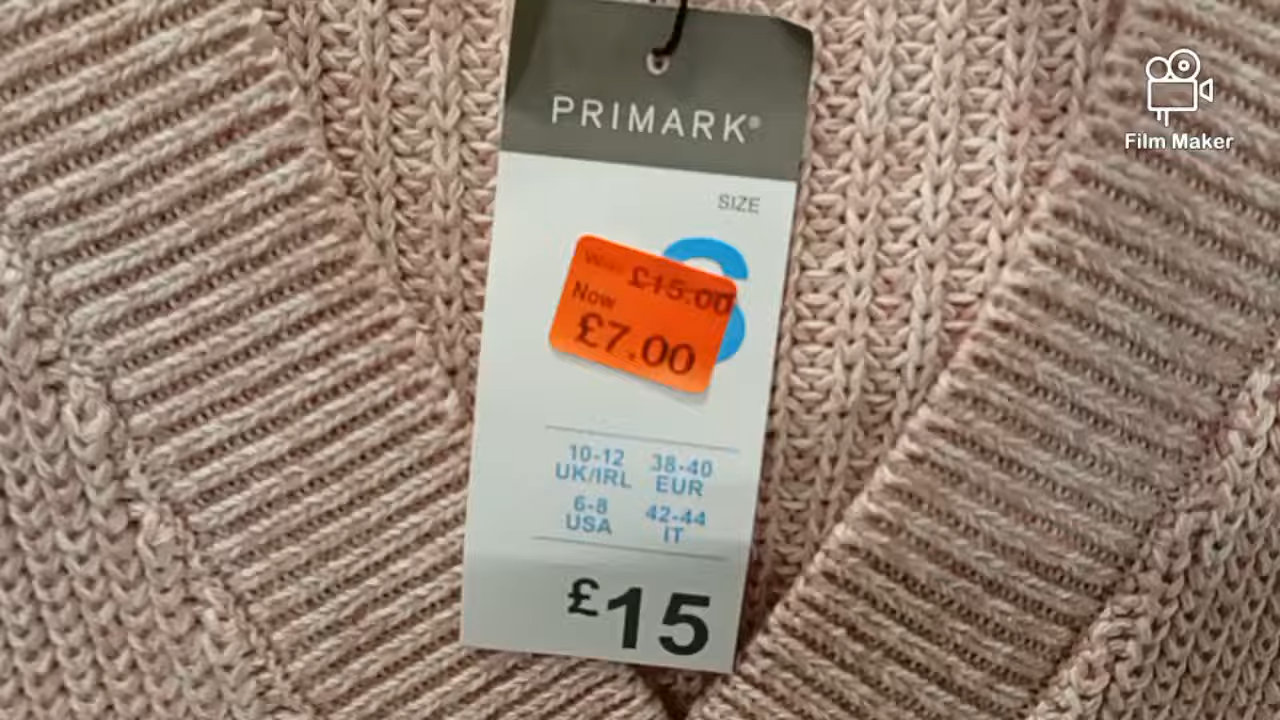 PRIMARK®
SIZE
S
Was £15.00
Now
£7.00
10-12
UK/IRL
38-40
EUR
6-8
USA
42-44
IT
£15
Film Maker